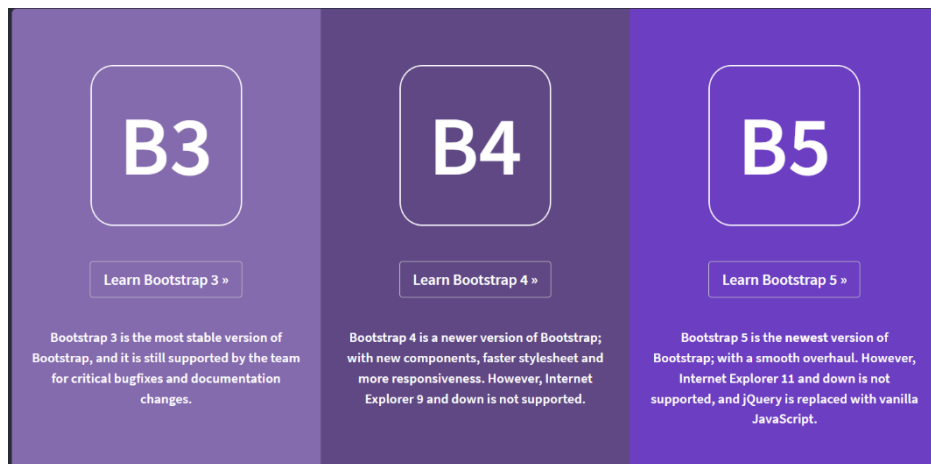 B3
Learn Bootstrap 3 »
Bootstrap 3 is the most stable version of
Bootstrap, and it is still supported by the team
for critical bugfixes and documentation
changes.
B4
Learn Bootstrap 4 »
Bootstrap 4 is a newer version of Bootstrap;
with new components, faster stylesheet and
more responsiveness. However, Internet
Explorer 9 and down is not supported.
B5
Learn Bootstrap 5 »
Bootstrap 5 is the newest version of
Bootstrap; with a smooth overhaul. However,
Internet Explorer 11 and down is not
supported, and jQuery is replaced with vanilla
JavaScript.